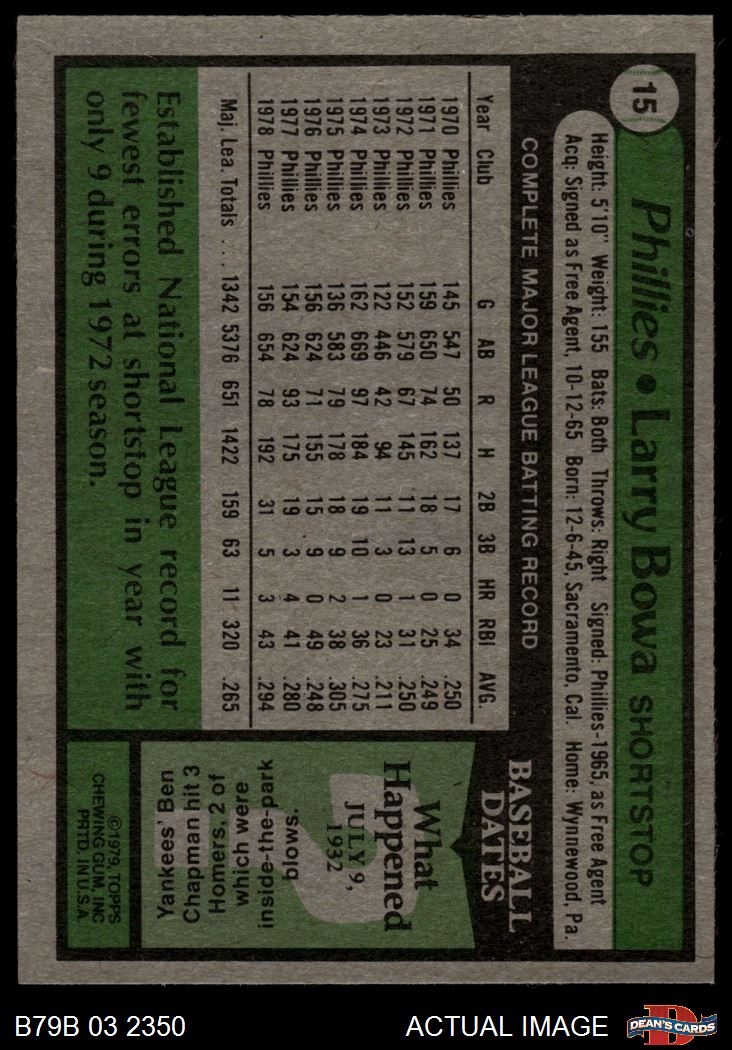 15
Phillies • Larry Bowa SHORTSTOP
Height: 5'10" Weight: 155 Bats: Both Throws: Right Signed: Phillies-1965, as Free Agent
Acq: Signed as Free Agent, 10-12-65 Born: 12-6-45, Sacramento, Cal. Home: Wynnewood, Pa.
COMPLETE MAJOR LEAGUE BATTING RECORD
Year Club G AB R H 2B 3B HR RBI AVG.
1970 Phillies 145 547 50 137 17 6 0 34 .250
1971 Phillies 159 650 74 162 18 5 0 25 .249
1972 Phillies 152 579 67 145 11 13 1 31 .250
1973 Phillies 122 446 42 94 11 3 0 23 .211
1974 Phillies 162 669 97 184 19 10 1 36 .275
1975 Phillies 136 583 79 178 18 9 2 38 .305
1976 Phillies 156 624 71 155 15 9 0 49 .248
1977 Phillies 154 624 93 175 19 3 4 41 .280
1978 Phillies 156 654 78 192 31 5 3 43 .294
Maj. Lea. Totals . . . 1342 5376 651 1422 159 63 11 320 .265
Established National League record for
fewest errors at shortstop in year with
only 9 during 1972 season.
BASEBALL
DATES
What
Happened
JULY 9,
1932
Yankees' Ben
Chapman hit 3
Homers, 2 of
which were
inside-the-park
blows.
©1979, TOPPS
CHEWING GUM, INC
PRTD. IN U.S.A.
B79B 03 2350 ACTUAL IMAGE
D
DEAN'S CARDS